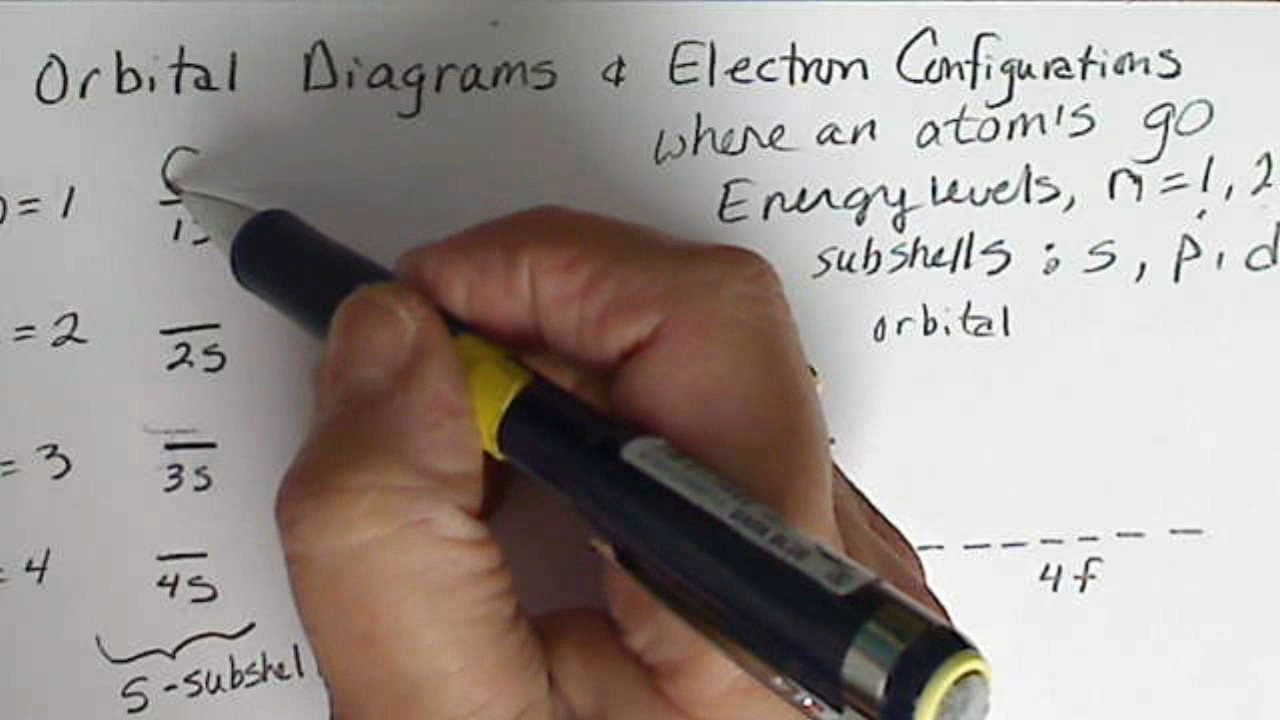 Orbital Diagrams & Electron Configurations
where an atom's go
Energy levels, n = 1, 2
subshells : s, p, d
orbital
= 1
= 2
2s
= 3
3s
= 4
4s
4f
s-subshel